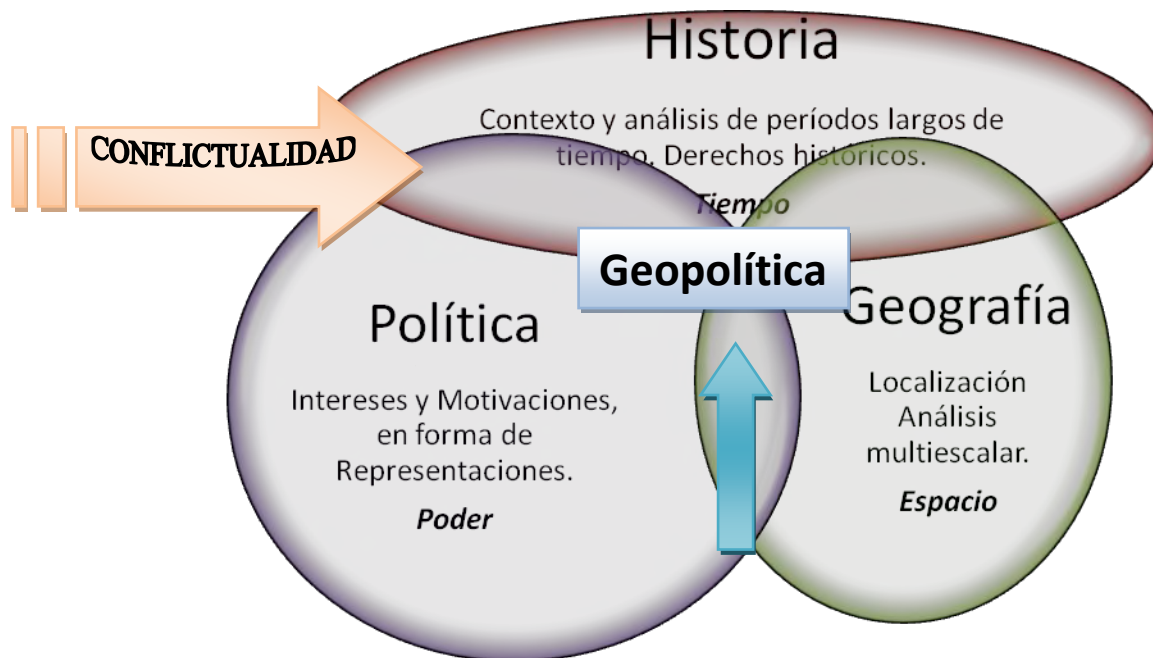 Historia
Contexto y análisis de períodos largos de
tiempo. Derechos históricos.
Tiempo
CONFLICTUALIDAD
Geopolítica
Política
Intereses y Motivaciones,
en forma de
Representaciones.
Poder
Geografía
Localización
Análisis
multiescalar.
Espacio